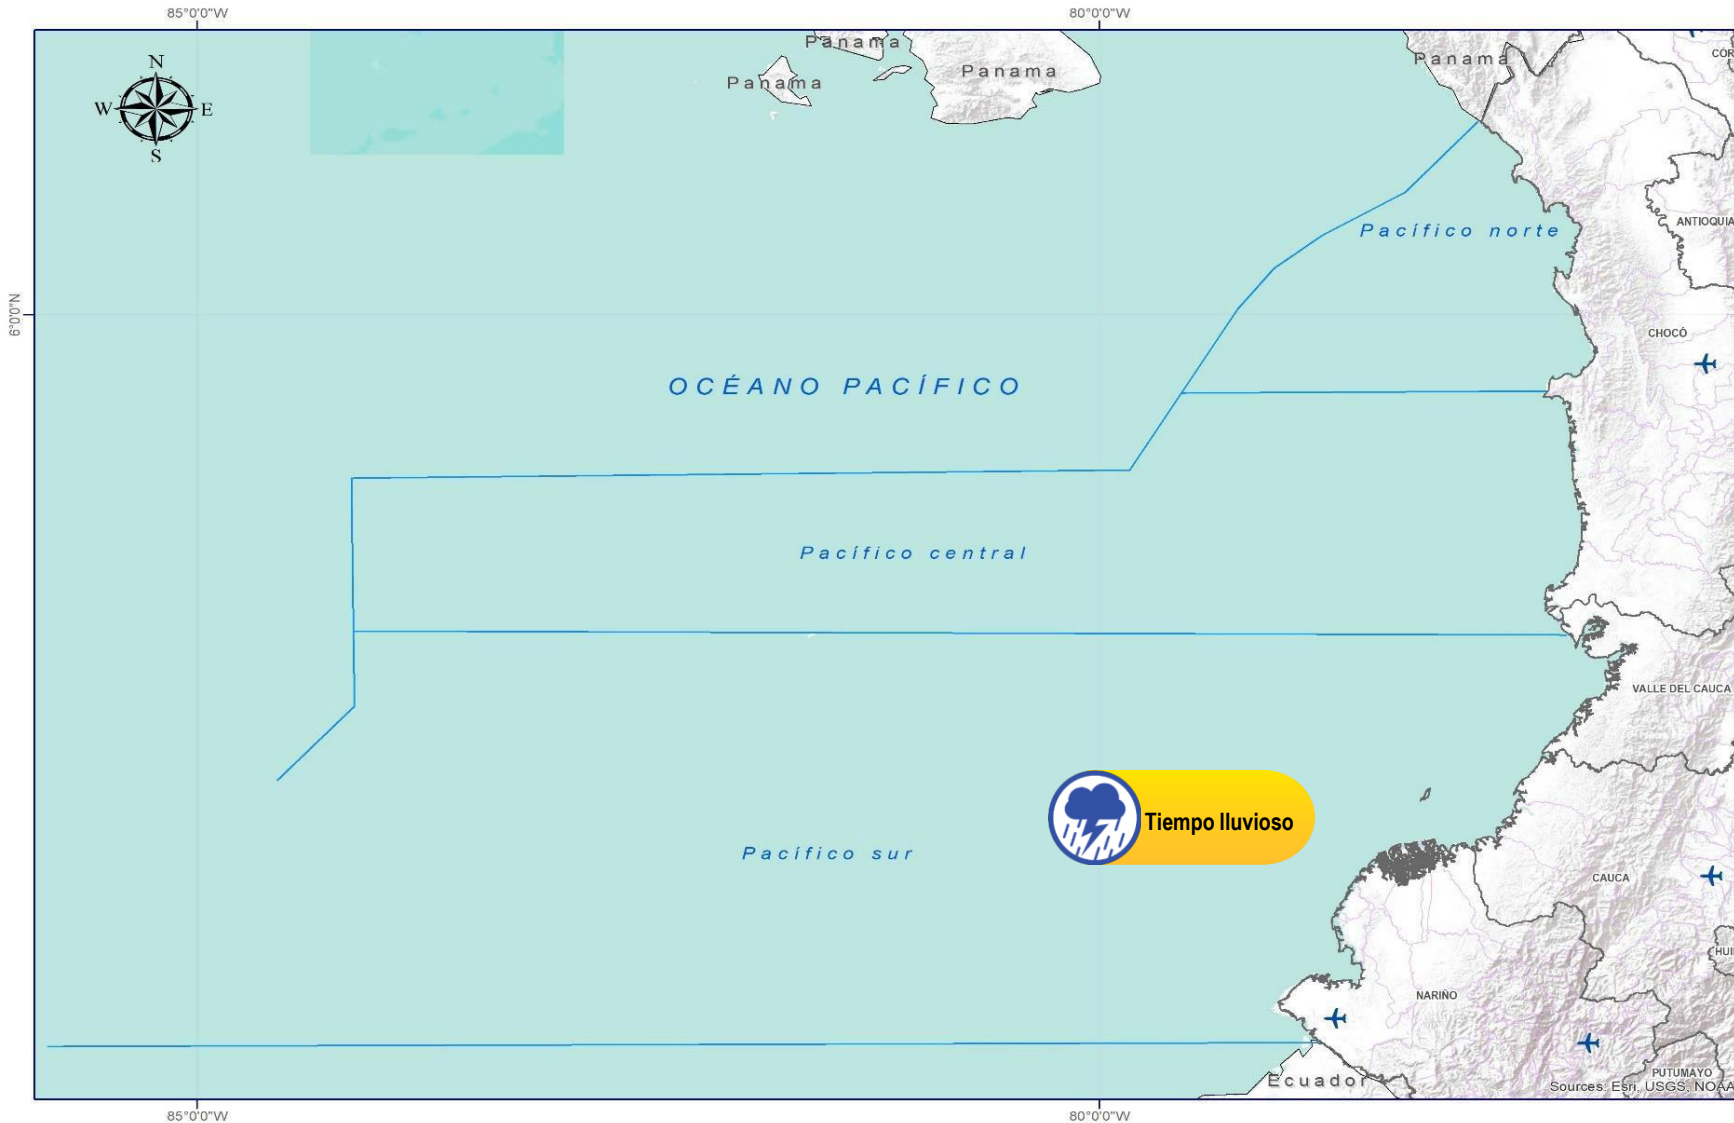 85°0'0"W
80°0'0"W
Panama
Panama
Panama
Panama
COR
N
W
E
S
ANTIOQUIA
Pacífico norte
6°0'0"N
CHOCÓ
OCÉANO PACÍFICO
Pacífico central
VALLE DEL CAUCA
Tiempo lluvioso
Pacífico sur
CAUCA
HUI
NARIÑO
PUTUMAYO
Ecuador
Sources: Esri, USGS, NOAA
85°0'0"W
80°0'0"W